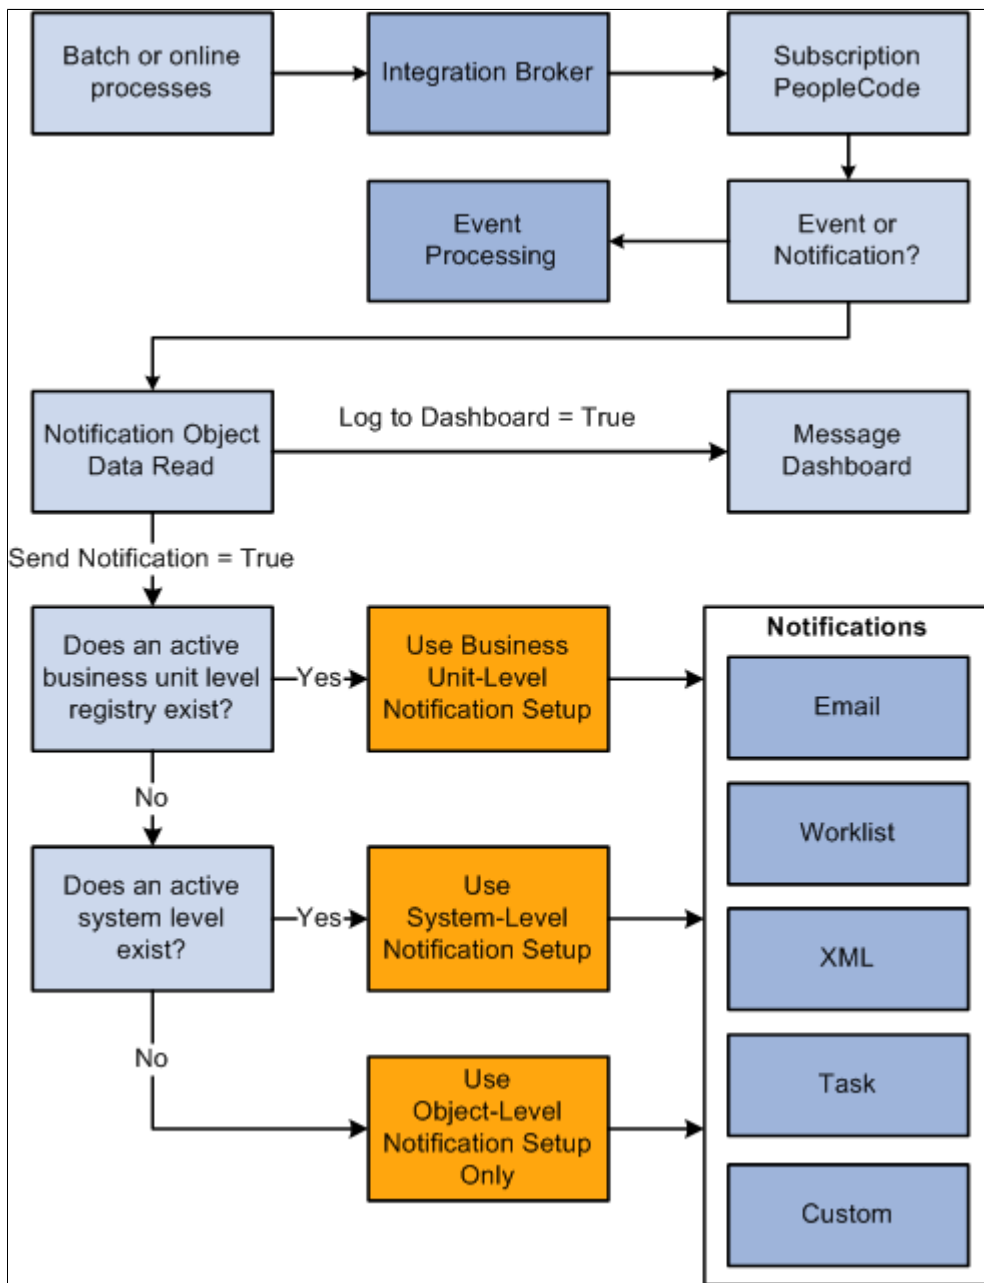 Batch or online
processes
Integration Broker
Subscription
PeopleCode
Event
Processing
Event or
Notification?
Notification Object
Data Read
Log to Dashboard = True
Message
Dashboard
Send Notification = True
Does an active
business unit level
registry exist?
Yes
Use Business
Unit-Level
Notification Setup
Notifications
Email
Worklist
XML
Task
Custom
No
Does an active
system level
exist?
Yes
Use
System-Level
Notification Setup
No
Use
Object-Level
Notification Setup
Only